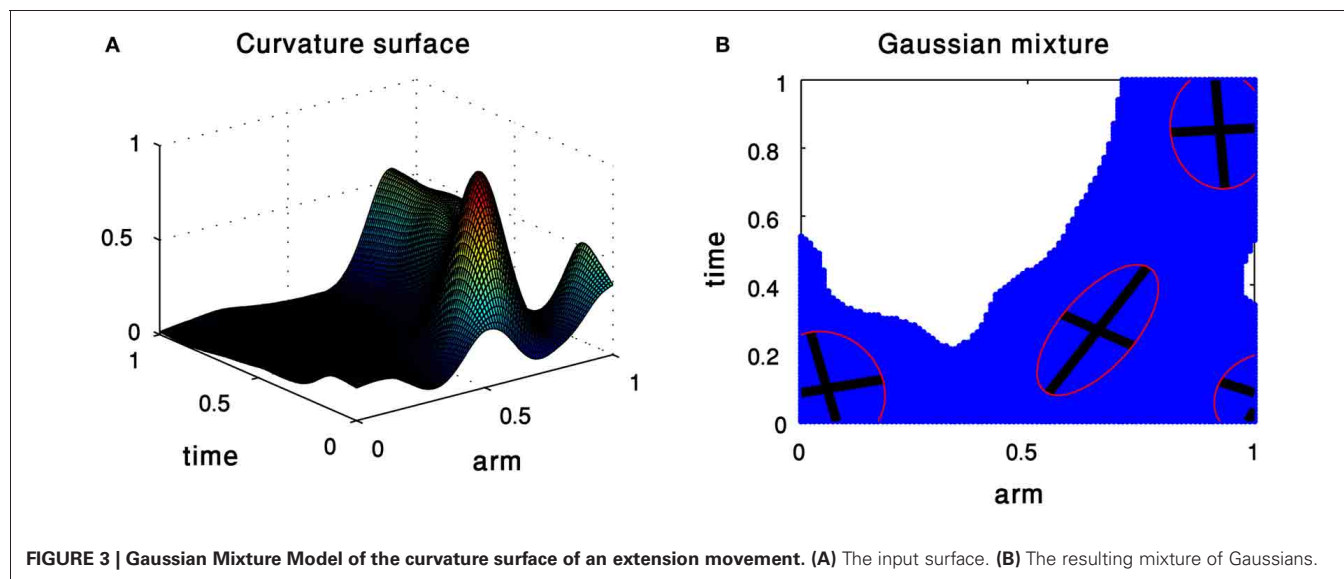 A
Curvature surface
1
0.5
0
1
0.5
0
time
0
0.5
1
arm
B
Gaussian mixture
1
0.8
0.6
0.4
0.2
0
time
0
0.5
1
arm
FIGURE 3 | Gaussian Mixture Model of the curvature surface of an extension movement. (A) The input surface. (B) The resulting mixture of Gaussians.